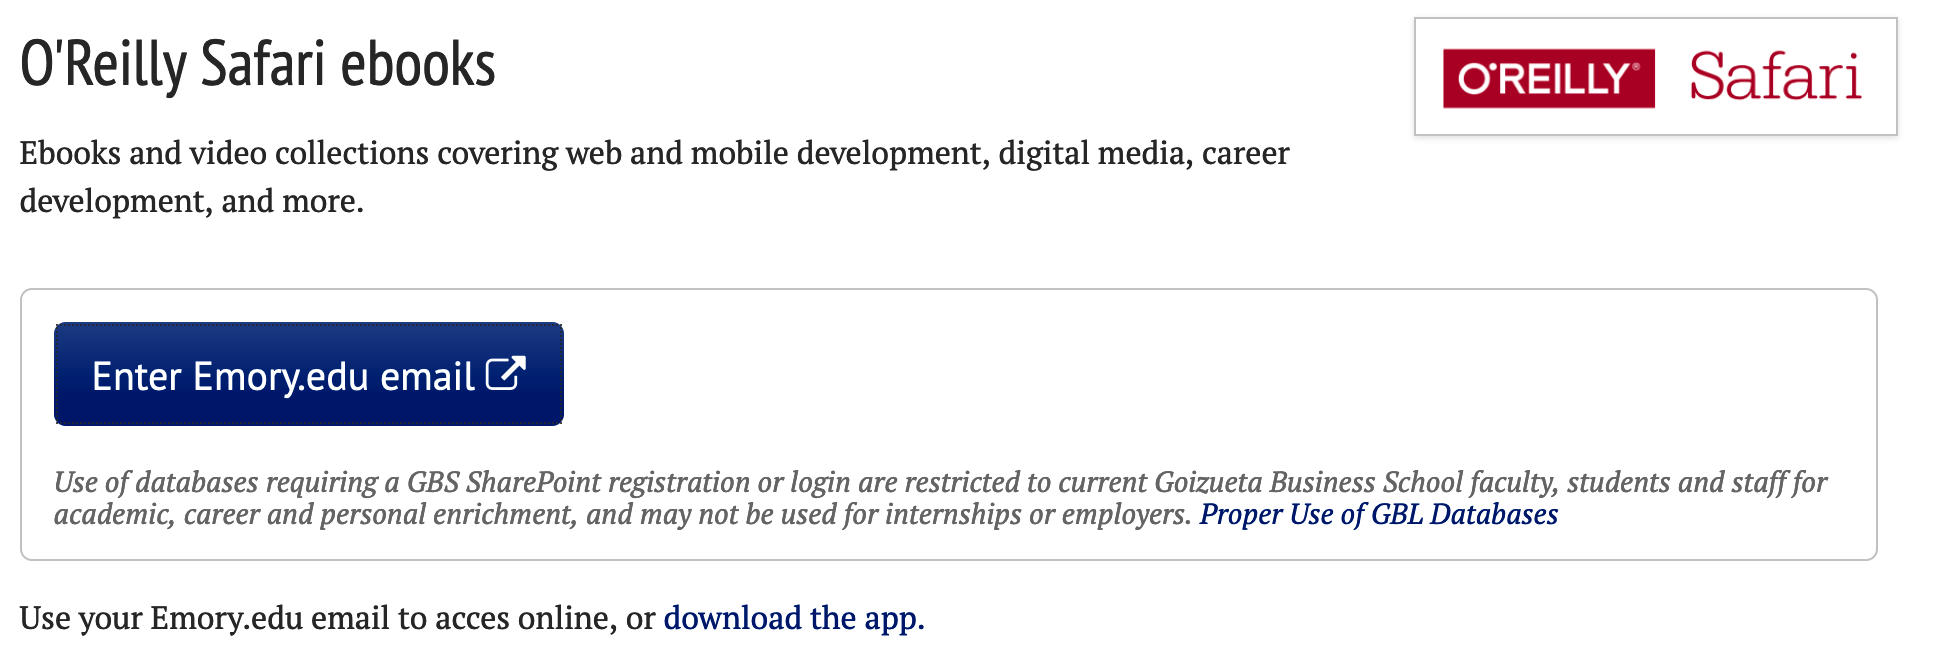 O'Reilly Safari ebooks
O'REILLY® Safari
Ebooks and video collections covering web and mobile development, digital media, career
development, and more.
Enter Emory.edu email
Use of databases requiring a GBS SharePoint registration or login are restricted to current Goizueta Business School faculty, students and staff for
academic, career and personal enrichment, and may not be used for internships or employers. Proper Use of GBL Databases
Use your Emory.edu email to acces online, or download the app.